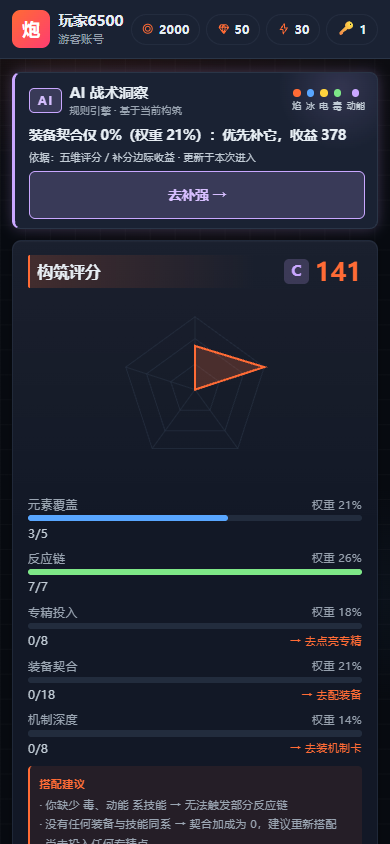 炮
玩家6500
游客账号
2000
50
30
1
AI
AI 战术洞察
规则引擎 · 基于当前构筑
焰 冰 电 毒 动能
装备契合仅 0%（权重 21%）：优先补它，收益 378
依据：五维评分 / 补分边际收益 · 更新于本次进入
去补强 →
构筑评分
C 141
元素覆盖 权重 21%
3/5
反应链 权重 26%
7/7
专精投入 权重 18%
0/8 → 去点亮专精
装备契合 权重 21%
0/18 → 去配装备
机制深度 权重 14%
0/8 → 去装机制卡
搭配建议
· 你缺少 毒、动能 系技能 → 无法触发部分反应链
· 没有任何装备与技能同系 → 契合加成为 0，建议重新搭配